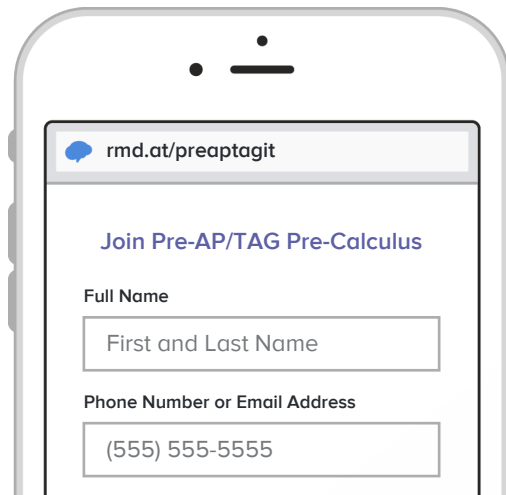 rmd.at/preaptagit
Join Pre-AP/TAG Pre-Calculus
Full Name
First and Last Name
Phone Number or Email Address
(555) 555-5555